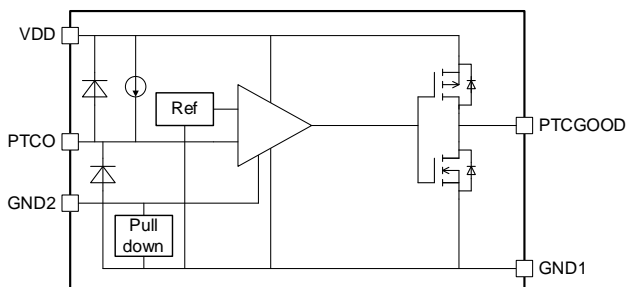 VDD
Ref
PTCO
PTCGOOD
GND2
Pull
down
GND1